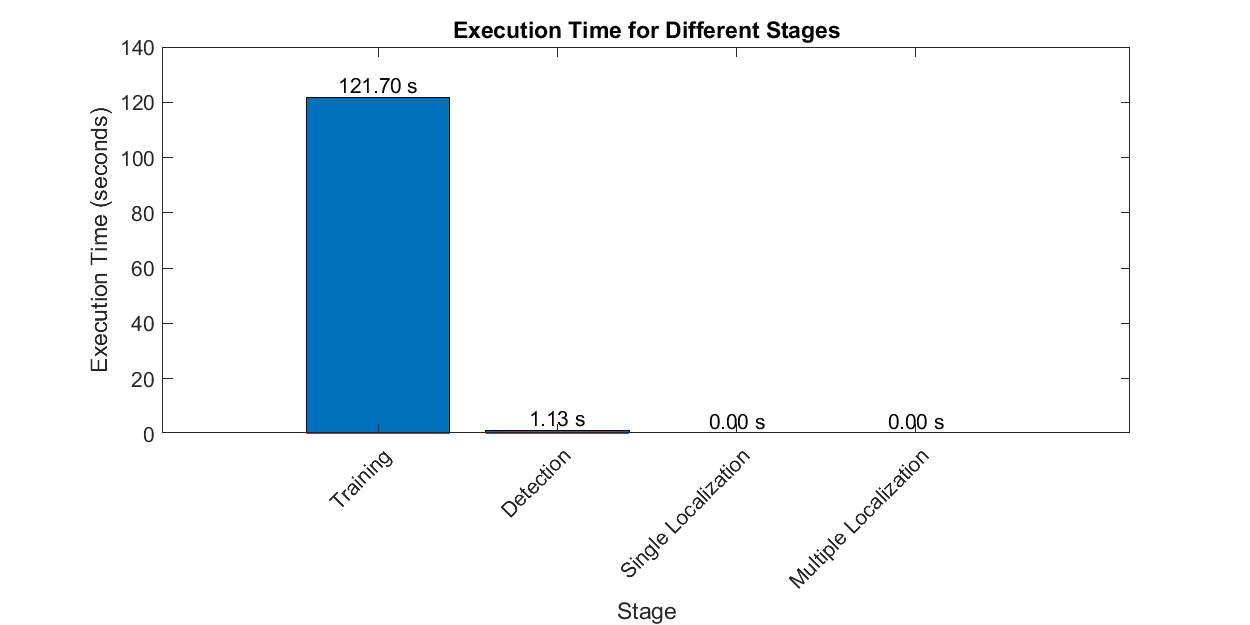 Execution Time for Different Stages
Execution Time (seconds)
140
120
100
80
60
40
20
0
121.70 s
1.13 s
0.00 s
0.00 s
Training
Detection
Single Localization
Multiple Localization
Stage